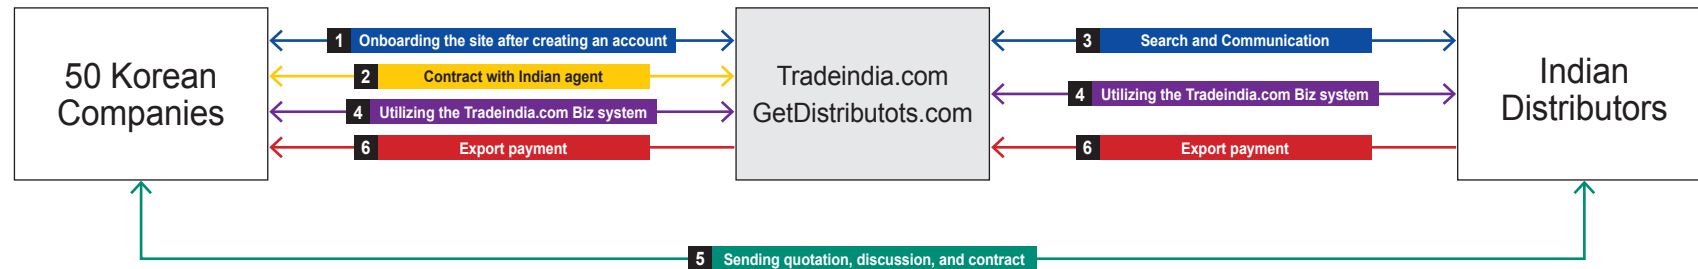 50 Korean
Companies
1 Onboarding the site after creating an account
2 Contract with Indian agent
4 Utilizing the Tradeindia.com Biz system
6 Export payment
Tradeindia.com
GetDistributots.com
3 Search and Communication
4 Utilizing the Tradeindia.com Biz system
6 Export payment
Indian
Distributors
5 Sending quotation, discussion, and contract